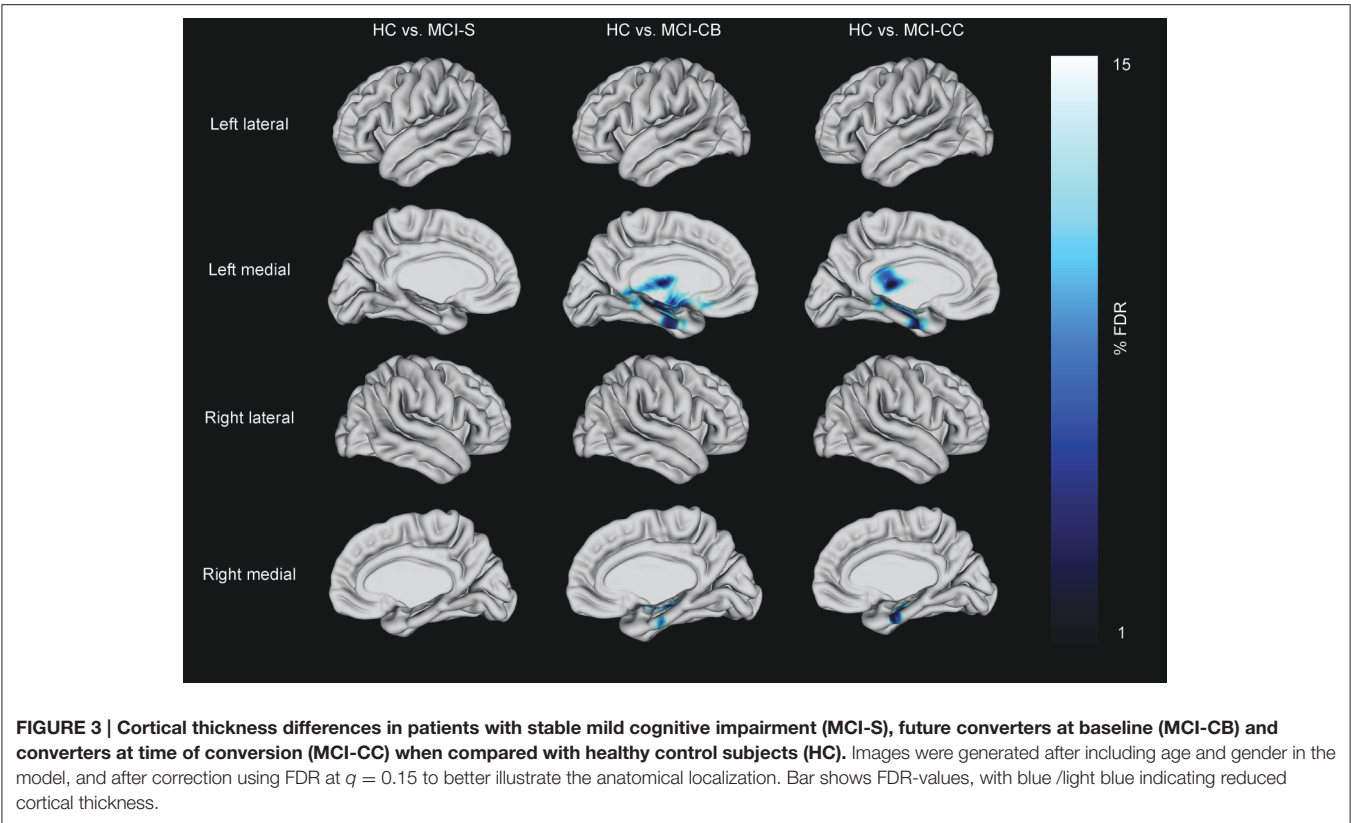 HC vs. MCI-S HC vs. MCI-CB HC vs. MCI-CC
15
Left lateral
Left medial
% FDR
Right lateral
Right medial
1
FIGURE 3 | Cortical thickness differences in patients with stable mild cognitive impairment (MCI-S), future converters at baseline (MCI-CB) and
converters at time of conversion (MCI-CC) when compared with healthy control subjects (HC). Images were generated after including age and gender in the
model, and after correction using FDR at q = 0.15 to better illustrate the anatomical localization. Bar shows FDR-values, with blue /light blue indicating reduced
cortical thickness.